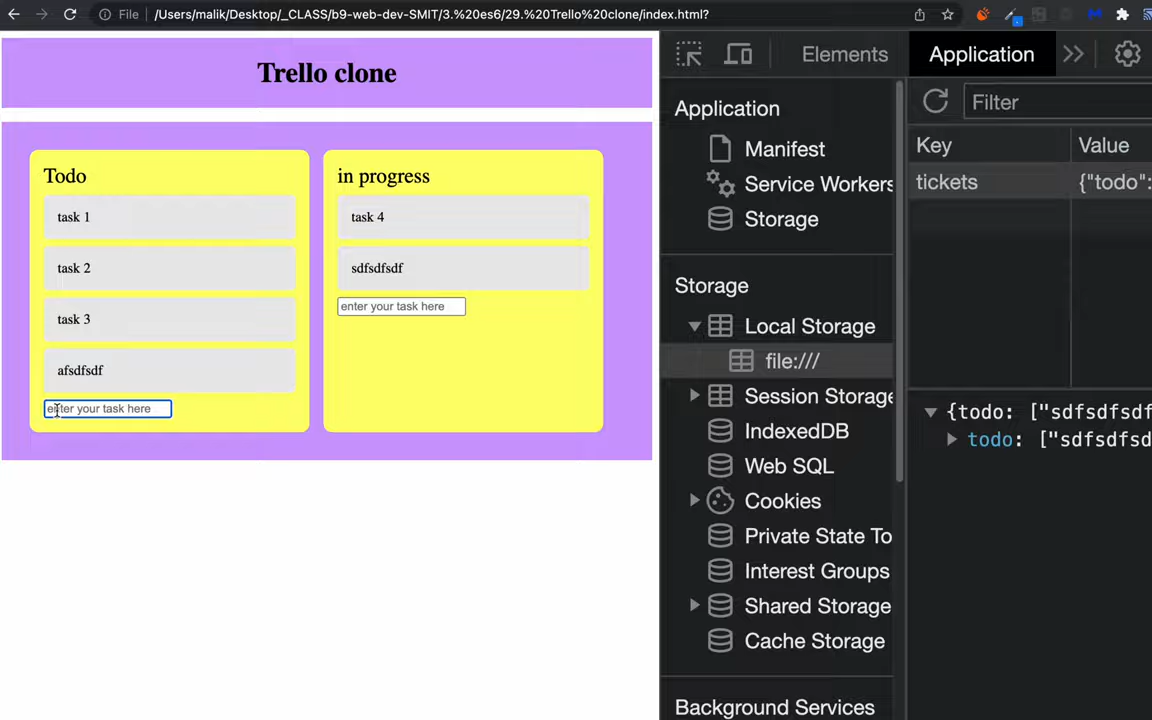 File
/Users/malik/Desktop/_CLASS/b9-web-dev-SMIT/3.%20es6/29.%20Trello%20clone/index.html?
Trello clone
Todo
task 1
task 2
task 3
afsdfsdf
enter your task here
in progress
task 4
sdfsdfsdf
enter your task here
Elements
Application
Application
Manifest
Service Workers
Storage
Storage
Local Storage
file:///
Session Storage
IndexedDB
Web SQL
Cookies
Private State To
Interest Groups
Shared Storage
Cache Storage
Background Services
Filter
Key Value
tickets {"todo":
{todo: ["sdfsdfsdf
todo: ["sdfsdfsd